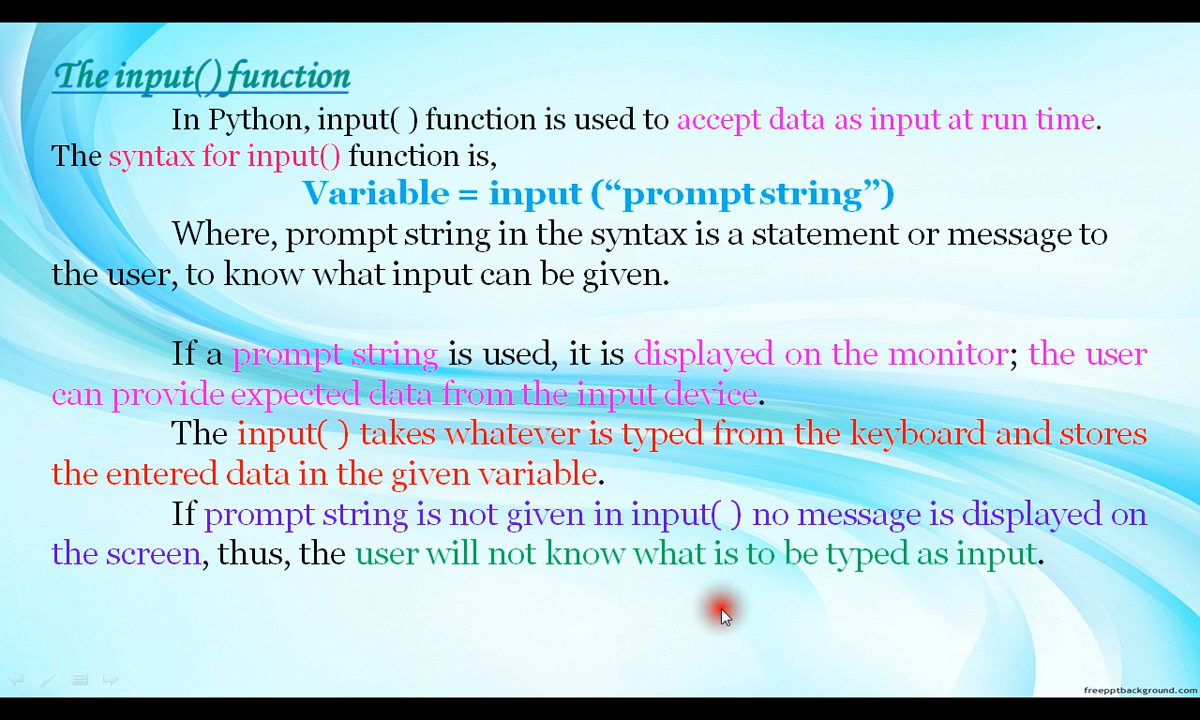 The input() function
In Python, input( ) function is used to accept data as input at run time.
The syntax for input() function is,
Variable = input (“prompt string”)
Where, prompt string in the syntax is a statement or message to
the user, to know what input can be given.
If a prompt string is used, it is displayed on the monitor; the user
can provide expected data from the input device.
The input( ) takes whatever is typed from the keyboard and stores
the entered data in the given variable.
If prompt string is not given in input( ) no message is displayed on
the screen, thus, the user will not know what is to be typed as input.
freepptbackground.com